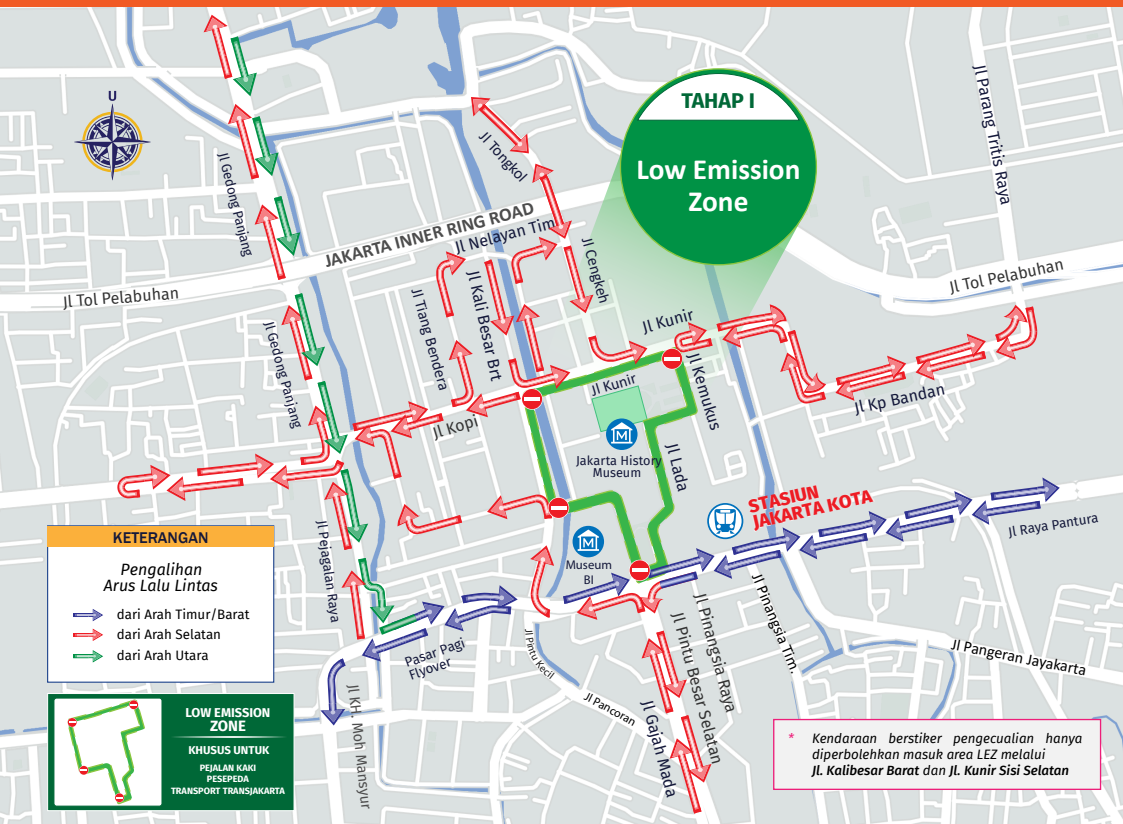 U
TAHAP I
Low Emission
Zone
Jl Parang Tritis Raya
Jl Tongkol
Jl Gedong Panjang
JAKARTA INNER RING ROAD
Jl Nelayan Tim
Jl Cengkeh
Jl Tol Pelabuhan
Jl Tol Pelabuhan
Jl Kali Besar Brt
Jl Tiang Bendera
Jl Gedong Panjang
Jl Kunir
Jl Kunir
Jl Kemukus
Jl Kp Bandan
Jl Kopi
Jakarta History
Museum
Jl Lada
STASIUN
JAKARTA KOTA
Jl Raya Pantura
Jl Pejagalan Raya
Museum
BI
Jl Pinangsia Tim.
Jl Pinangsia Raya
Jl Pintu Besar Selatan
Jl Pangeran Jayakarta
Pasar Pagi
Flyover
Jl Pintu Kecil
Jl Pancoran
Jl Gajah Mada
Jl KH. Moh Mansyur
KETERANGAN
Pengalihan
Arus Lalu Lintas
dari Arah Timur/Barat
dari Arah Selatan
dari Arah Utara
LOW EMISSION
ZONE
KHUSUS UNTUK
PEJALAN KAKI
PESEPEDA
TRANSPORT TRANSJAKARTA
* Kendaraan berstiker pengecualian hanya
diperbolehkan masuk area LEZ melalui
Jl. Kalibesar Barat dan Jl. Kunir Sisi Selatan